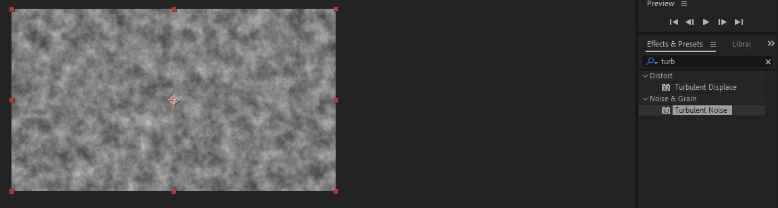 Preview
Effects & Presets
Librar
turb
Distort
Turbulent Displace
Noise & Grain
Turbulent Noise